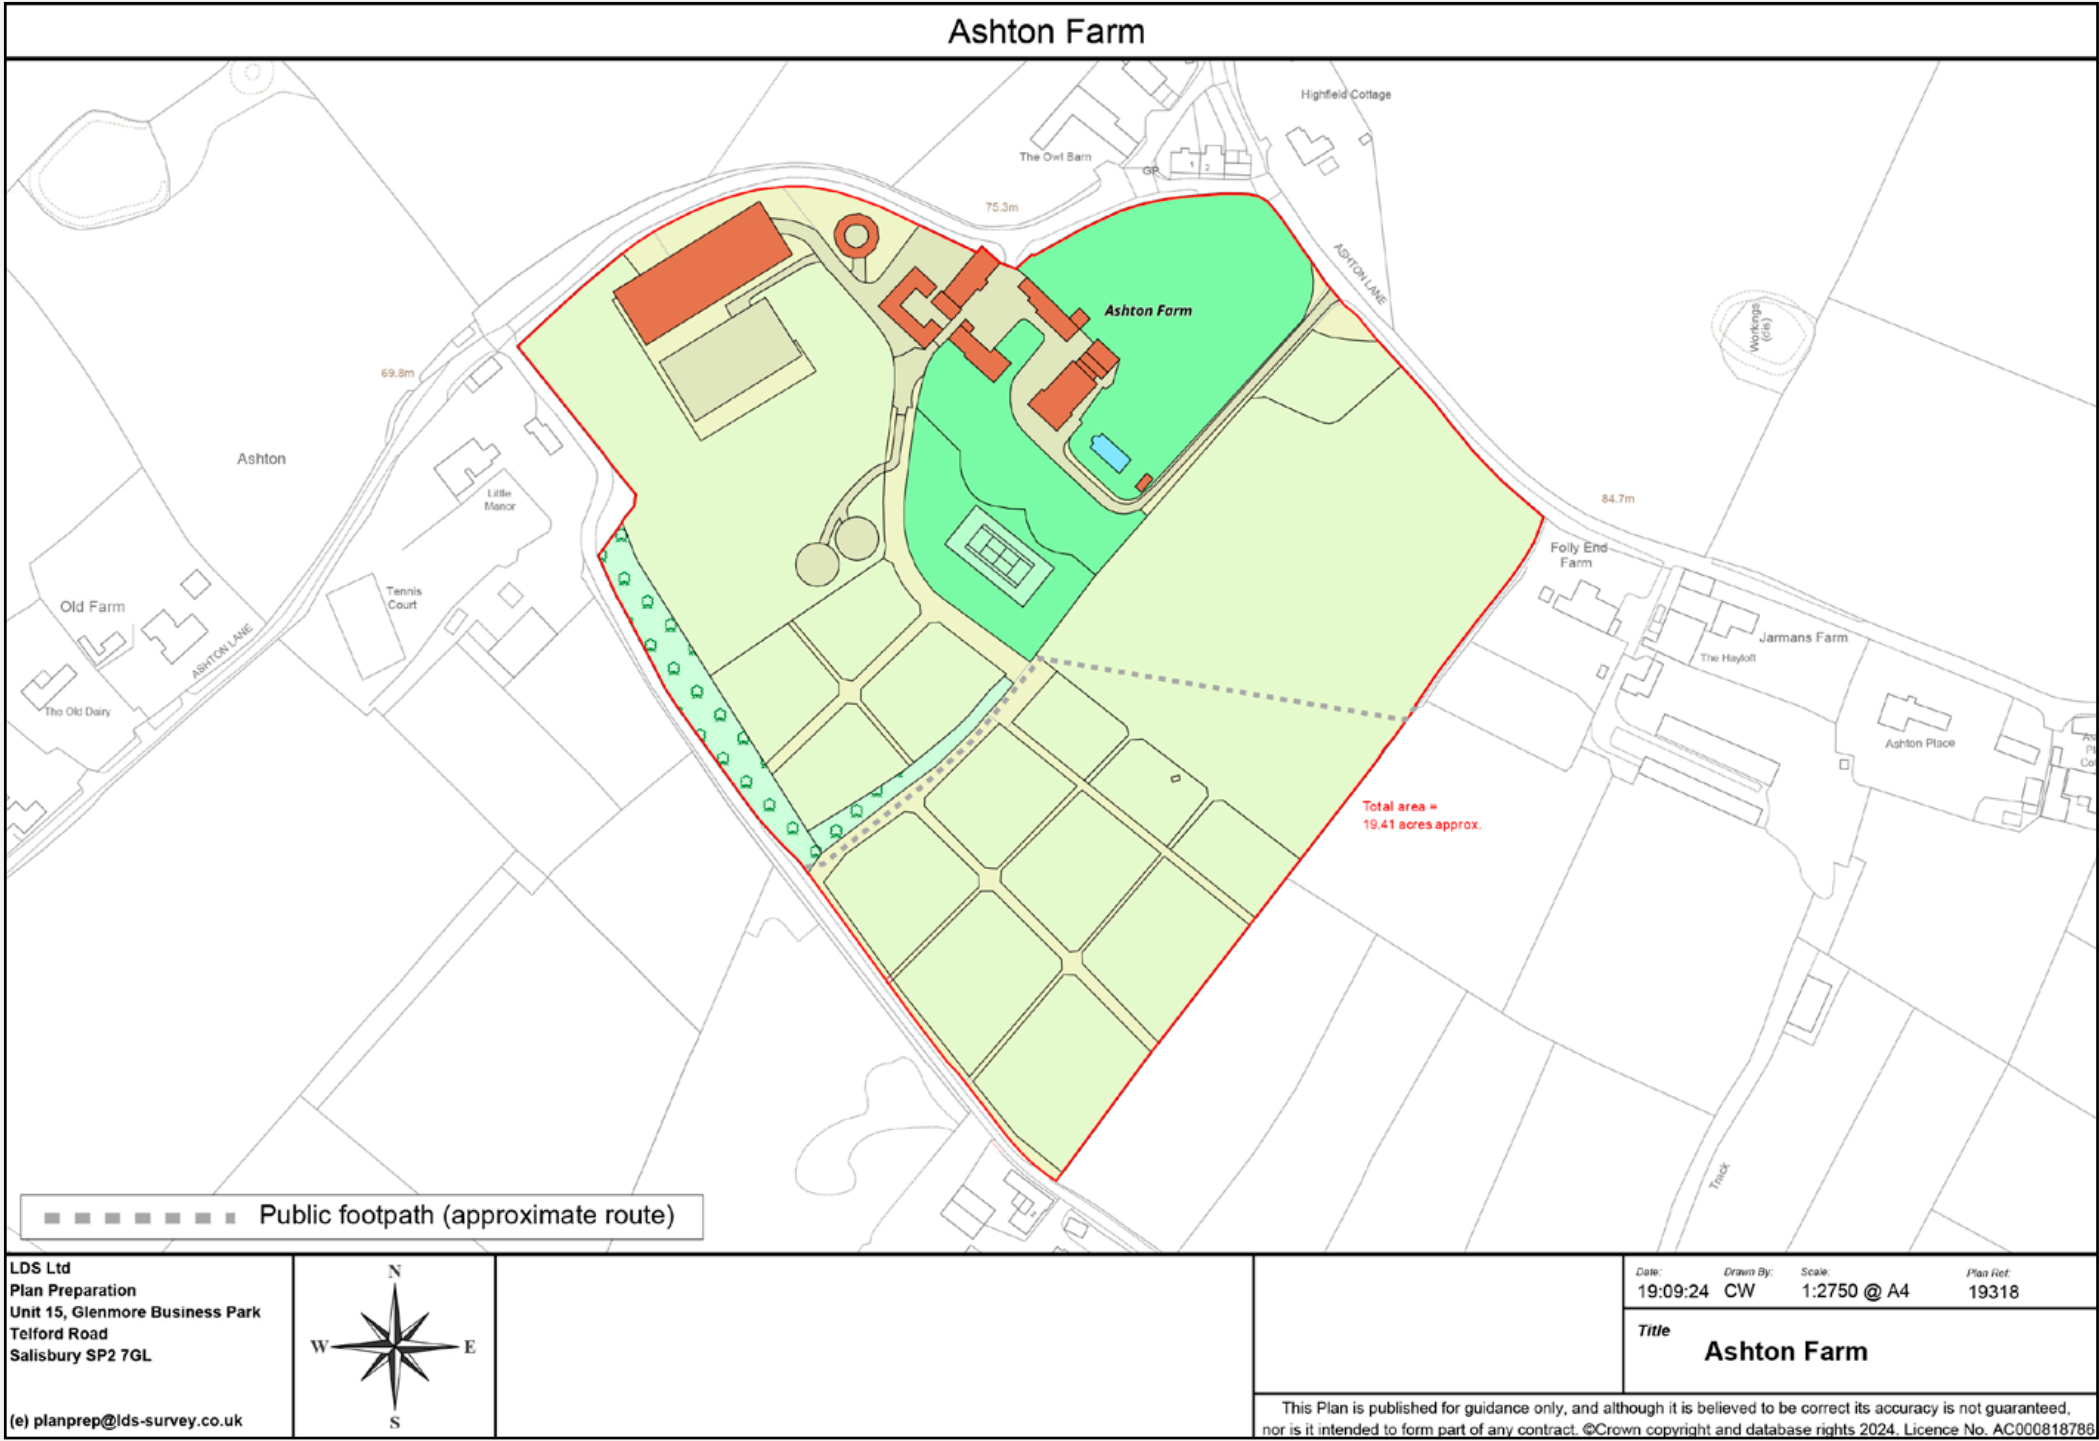 Ashton Farm
Highfield Cottage
The Owl Barn
GP
1
2
75.3m
ASHTON LANE
Ashton Farm
Workings
(dis)
69.8m
Ashton
Little
Manor
84.7m
Folly End
Farm
Tennis
Court
Old Farm
ASHTON LANE
Jarmans Farm
The Hayloft
The Old Dairy
Ashton Place
As
Pl
Co
Total area =
19.41 acres approx.
Track
Public footpath (approximate route)
LDS Ltd
Plan Preparation
Unit 15, Glenmore Business Park
Telford Road
Salisbury SP2 7GL
(e) planprep@lds-survey.co.uk
N
W
E
S
Date: Drawn By: Scale: Plan Ref:
19:09:24 CW 1:2750 @ A4 19318
Title
Ashton Farm
This Plan is published for guidance only, and although it is believed to be correct its accuracy is not guaranteed,
nor is it intended to form part of any contract. ©Crown copyright and database rights 2024. Licence No. AC000818788